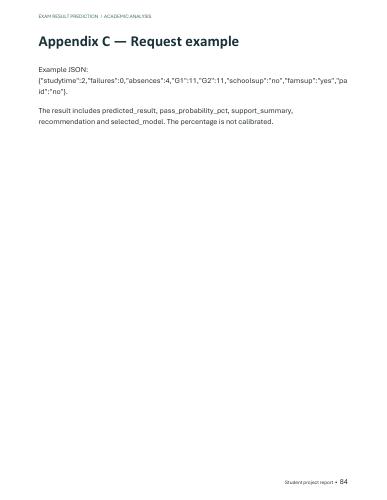 EXAM RESULT PREDICTION / ACADEMIC ANALYSIS
Appendix C — Request example
Example JSON:
{"studytime":2,"failures":0,"absences":4,"G1":11,"G2":11,"schoolsup":"no","famsup":"yes","pa
id":"no"}.
The result includes predicted_result, pass_probability_pct, support_summary,
recommendation and selected_model. The percentage is not calibrated.
Student project report • 84